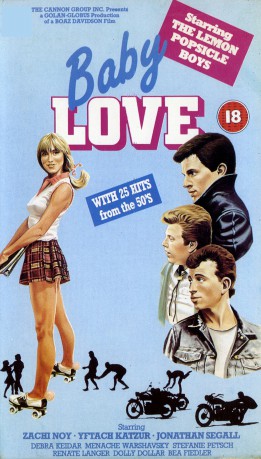 THE CANNON GROUP INC. Presents
a GOLAN-GLOBUS Production
of a BOAZ DAVIDSON Film
Starring
THE LEMON
POPSICLE
BOYS
Baby
LOVE
18
WITH 25 HITS
from the 50'S
Starring
ZACHI NOY - YFTACH KATZUR - JONATHAN SEGALL
DEBRA KEIDAR MENACHE WARSHAVSKY STEFANIE PETSCH
RENATE LANGER DOLLY DOLLAR BEA FIEDLER